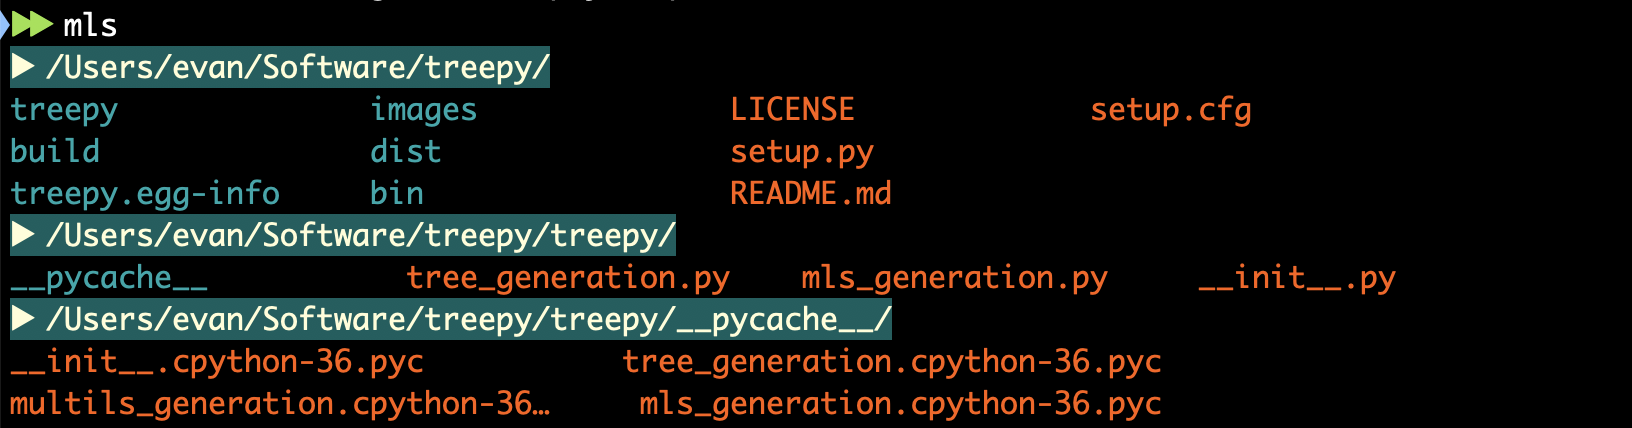 mls
▶ /Users/evan/Software/treepy/
treepy images LICENSE setup.cfg
build dist setup.py
treepy.egg-info bin README.md
▶ /Users/evan/Software/treepy/treepy/
__pycache__ tree_generation.py mls_generation.py __init__.py
▶ /Users/evan/Software/treepy/treepy/__pycache__/
__init__.cpython-36.pyc tree_generation.cpython-36.pyc
multils_generation.cpython-36… mls_generation.cpython-36.pyc